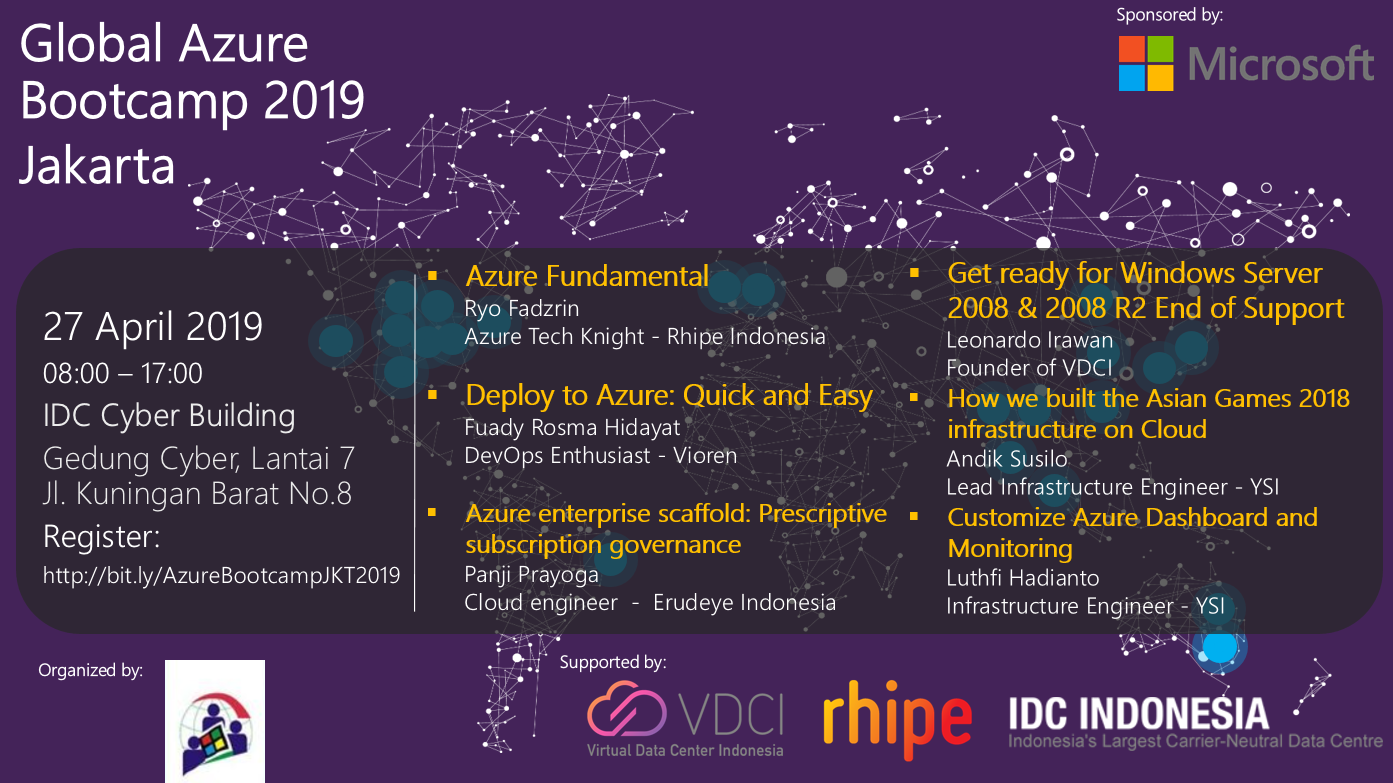 Global Azure
Bootcamp 2019
Jakarta
Sponsored by:
Microsoft
27 April 2019
08:00 – 17:00
IDC Cyber Building
Gedung Cyber, Lantai 7
Jl. Kuningan Barat No.8
Register:
http://bit.ly/AzureBootcampJKT2019
▪ Azure Fundamental
Ryo Fadzrin
Azure Tech Knight - Rhipe Indonesia
▪ Deploy to Azure: Quick and Easy
Fuady Rosma Hidayat
DevOps Enthusiast - Vioren
▪ Azure enterprise scaffold: Prescriptive
subscription governance
Panji Prayoga
Cloud engineer - Erudeye Indonesia
▪ Get ready for Windows Server
2008 & 2008 R2 End of Support
Leonardo Irawan
Founder of VDCI
▪ How we built the Asian Games 2018
infrastructure on Cloud
Andik Susilo
Lead Infrastructure Engineer - YSI
▪ Customize Azure Dashboard and
Monitoring
Luthfi Hadianto
Infrastructure Engineer - YSI
Organized by:
Supported by:
VDCI
Virtual Data Center Indonesia
rhipe
IDC INDONESIA
Indonesia's Largest Carrier-Neutral Data Centre